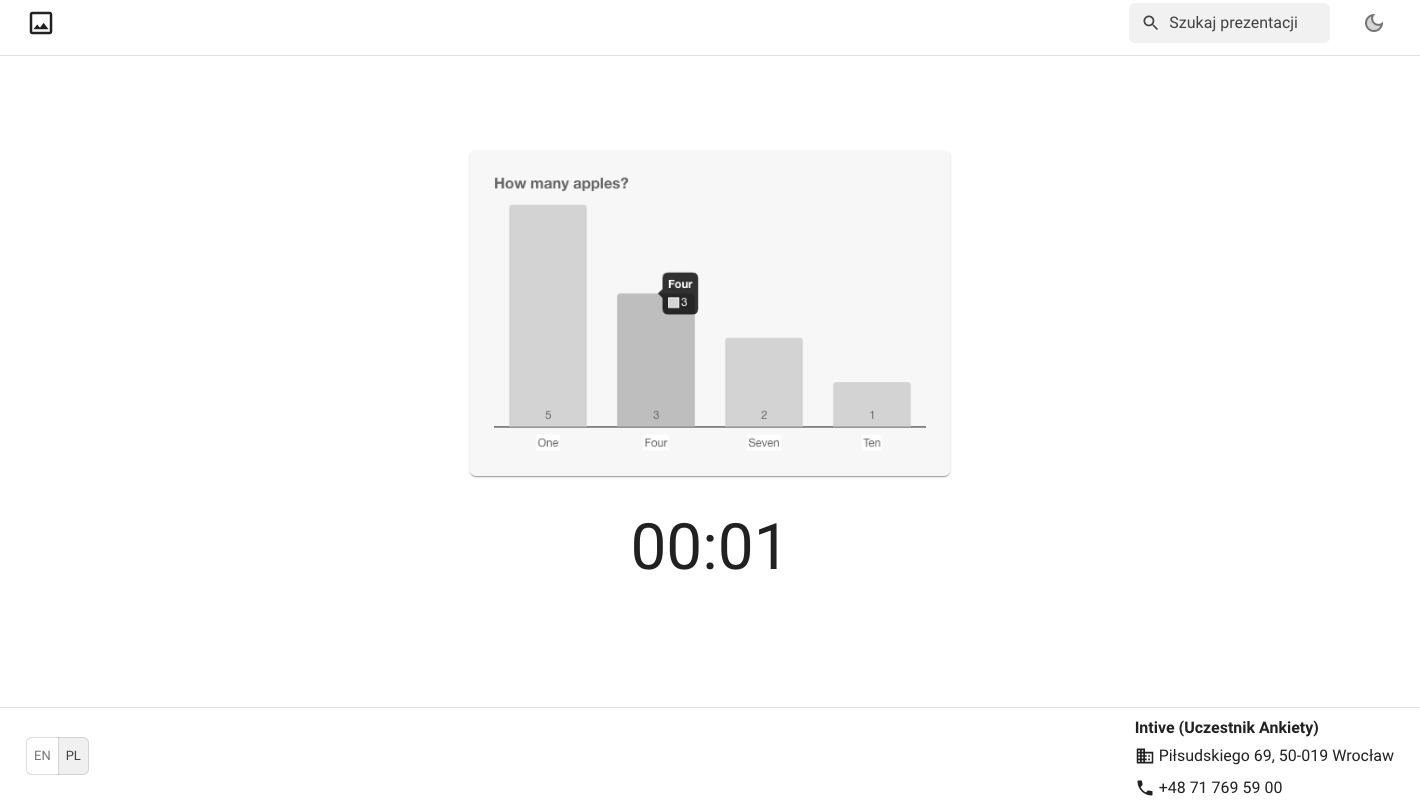 Szukaj prezentacji
How many apples?
Four
3
5
3
2
1
One
Four
Seven
Ten
00:01
EN
PL
Intive (Uczestnik Ankiety)
Piłsudskiego 69, 50-019 Wrocław
+48 71 769 59 00